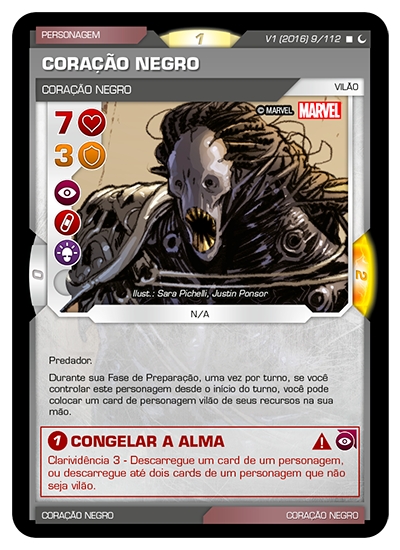 PERSONAGEM
1
V1 (2016) 9/112
CORAÇÃO NEGRO
CORAÇÃO NEGRO
VILÃO
© MARVEL MARVEL
7
3
0
2
Ilust.: Sara Pichelli, Justin Ponsor
N/A
Predador.
Durante sua Fase de Preparação, uma vez por turno, se você
controlar este personagem desde o início do turno, você pode
colocar um card de personagem vilão de seus recursos na sua
mão.
1 CONGELAR A ALMA
Clarividência 3 - Descarregue um card de um personagem,
ou descarregue até dois cards de um personagem que não
seja vilão.
CORAÇÃO NEGRO
CORAÇÃO NEGRO